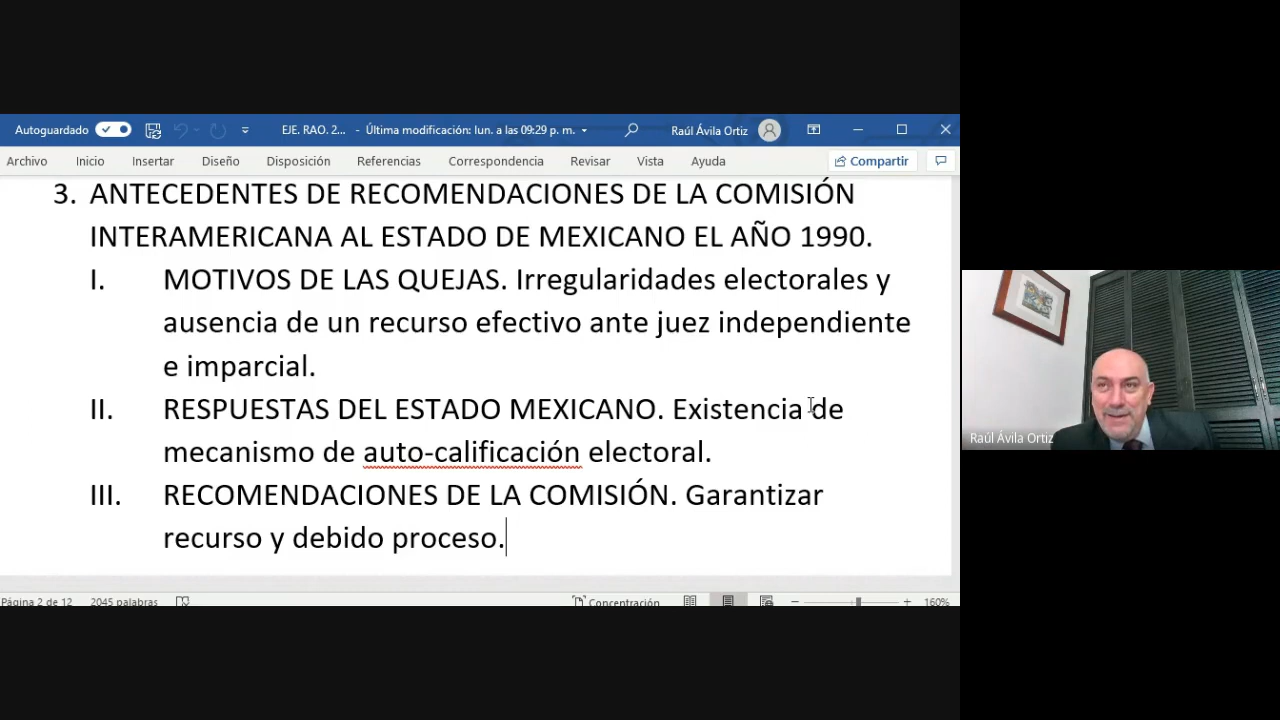 Autoguardado
EJE. RAO. 2... - Última modificación: lun. a las 09:29 p. m.
Raúl Ávila Ortiz
Archivo Inicio Insertar Diseño Disposición Referencias Correspondencia Revisar Vista Ayuda Compartir
3. ANTECEDENTES DE RECOMENDACIONES DE LA COMISIÓN
INTERAMERICANA AL ESTADO DE MEXICANO EL AÑO 1990.
I. MOTIVOS DE LAS QUEJAS. Irregularidades electorales y
ausencia de un recurso efectivo ante juez independiente
e imparcial.
II. RESPUESTAS DEL ESTADO MEXICANO. Existencia de
mecanismo de auto-calificación electoral.
III. RECOMENDACIONES DE LA COMISIÓN. Garantizar
recurso y debido proceso.
Página 2 de 12 2045 palabras Concentración 160%
Raúl Ávila Ortiz